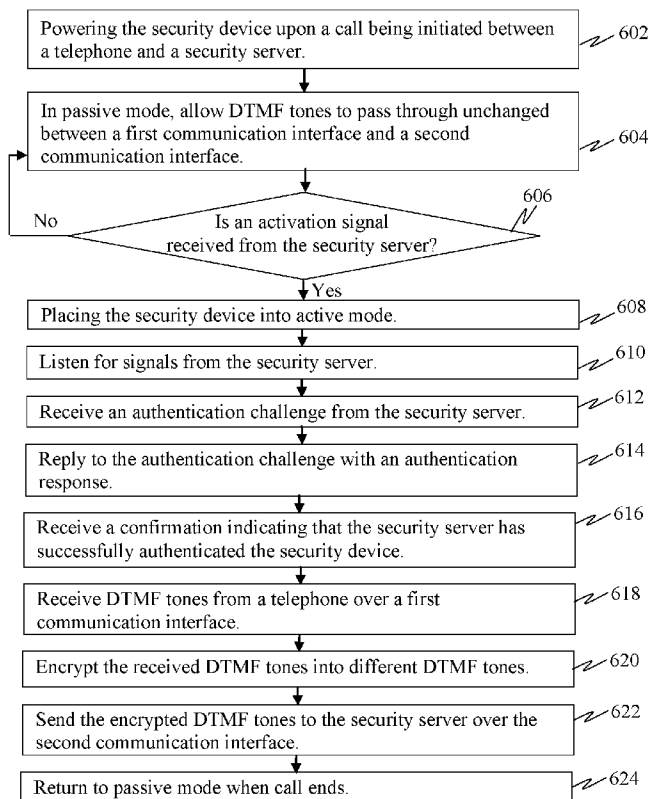 Powering the security device upon a call being initiated between
a telephone and a security server.
602
In passive mode, allow DTMF tones to pass through unchanged
between a first communication interface and a second
communication interface.
604
606
No
Is an activation signal
received from the security server?
Yes
Placing the security device into active mode.
608
Listen for signals from the security server.
610
Receive an authentication challenge from the security server.
612
Reply to the authentication challenge with an authentication
response.
614
Receive a confirmation indicating that the security server has
successfully authenticated the security device.
616
Receive DTMF tones from a telephone over a first
communication interface.
618
Encrypt the received DTMF tones into different DTMF tones.
620
Send the encrypted DTMF tones to the security server over the
second communication interface.
622
Return to passive mode when call ends.
624